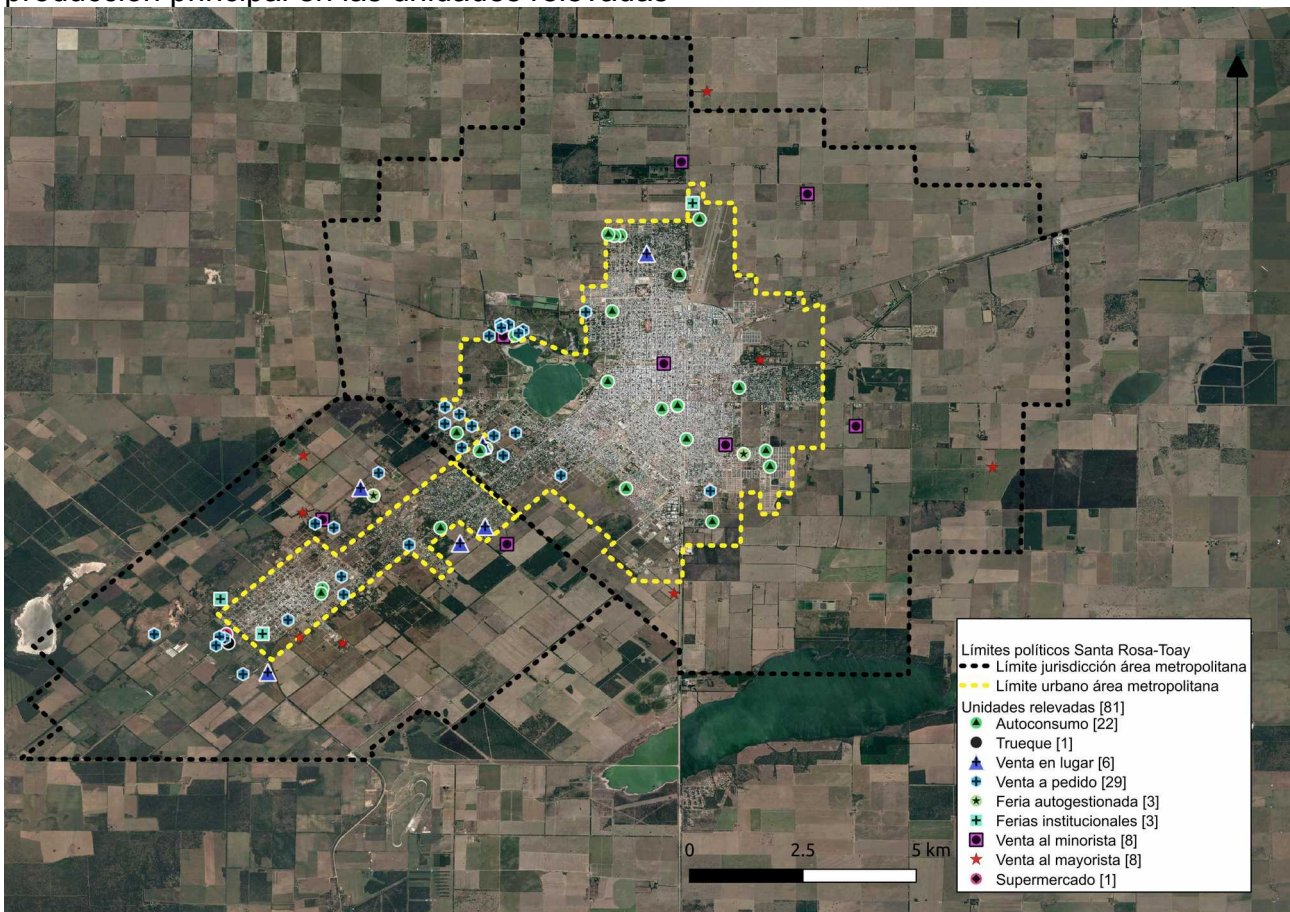 producción principal en las unidades relevadas
0 2.5 5 km
Límites políticos Santa Rosa-Toay
Límite jurisdicción área metropolitana
Límite urbano área metropolitana
Unidades relevadas [81]
Autoconsumo [22]
Trueque [1]
Venta en lugar [6]
Venta a pedido [29]
Feria autogestionada [3]
Ferias institucionales [3]
Venta al minorista [8]
Venta al mayorista [8]
Supermercado [1]